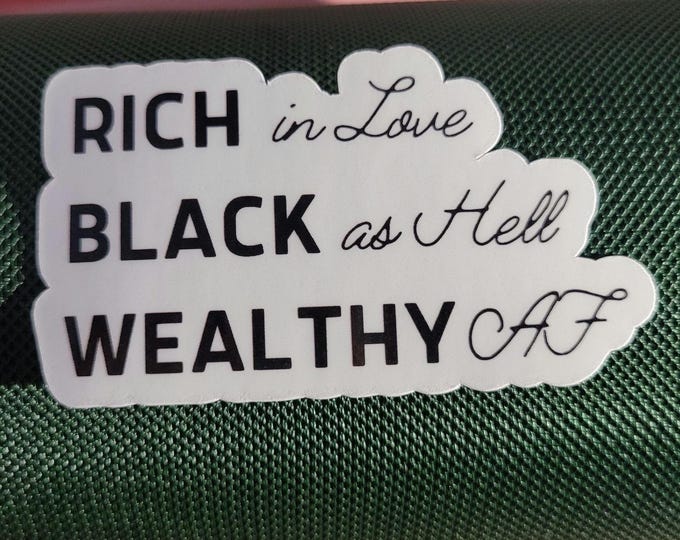 RICH in Love
BLACK as Hell
WEALTHY AF